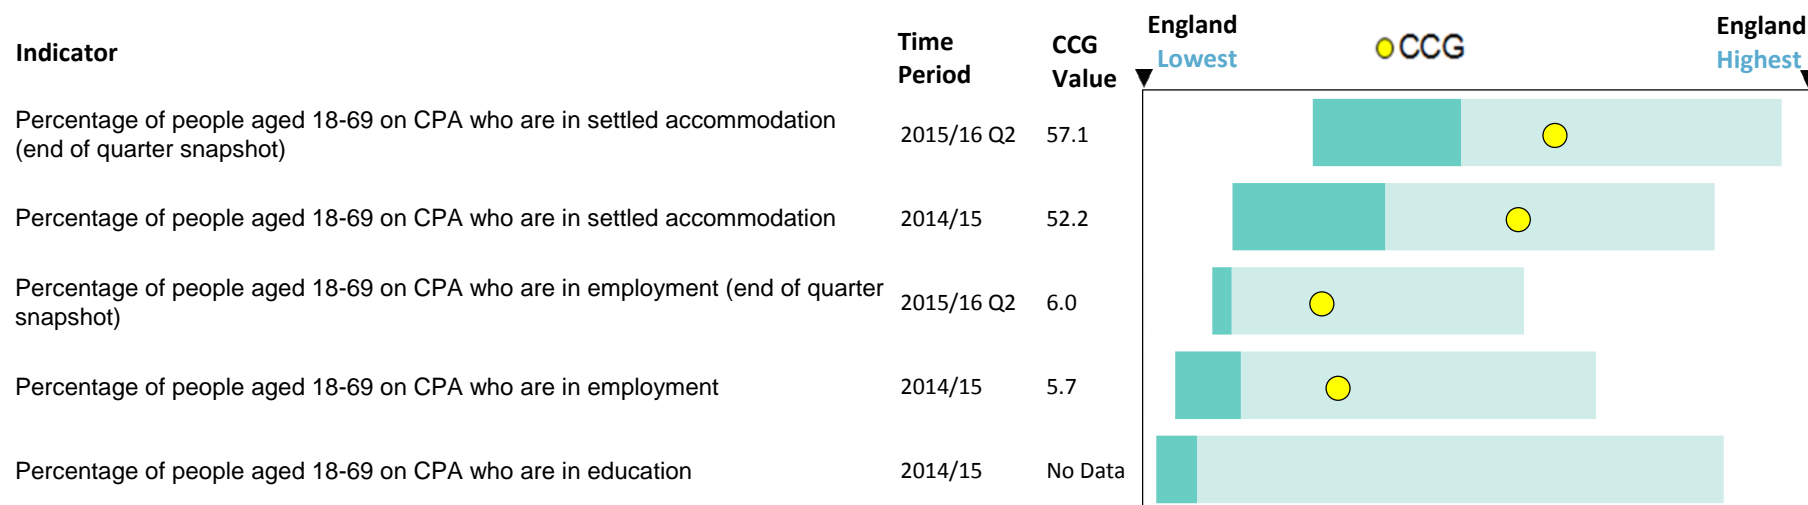 Indicator
Time
Period
CCG
Value
England
Lowest
CCG
England
Highest
Percentage of people aged 18-69 on CPA who are in settled accommodation
(end of quarter snapshot)
2015/16 Q2
57.1
Percentage of people aged 18-69 on CPA who are in settled accommodation
2014/15
52.2
Percentage of people aged 18-69 on CPA who are in employment (end of quarter
snapshot)
2015/16 Q2
6.0
Percentage of people aged 18-69 on CPA who are in employment
2014/15
5.7
Percentage of people aged 18-69 on CPA who are in education
2014/15
No Data